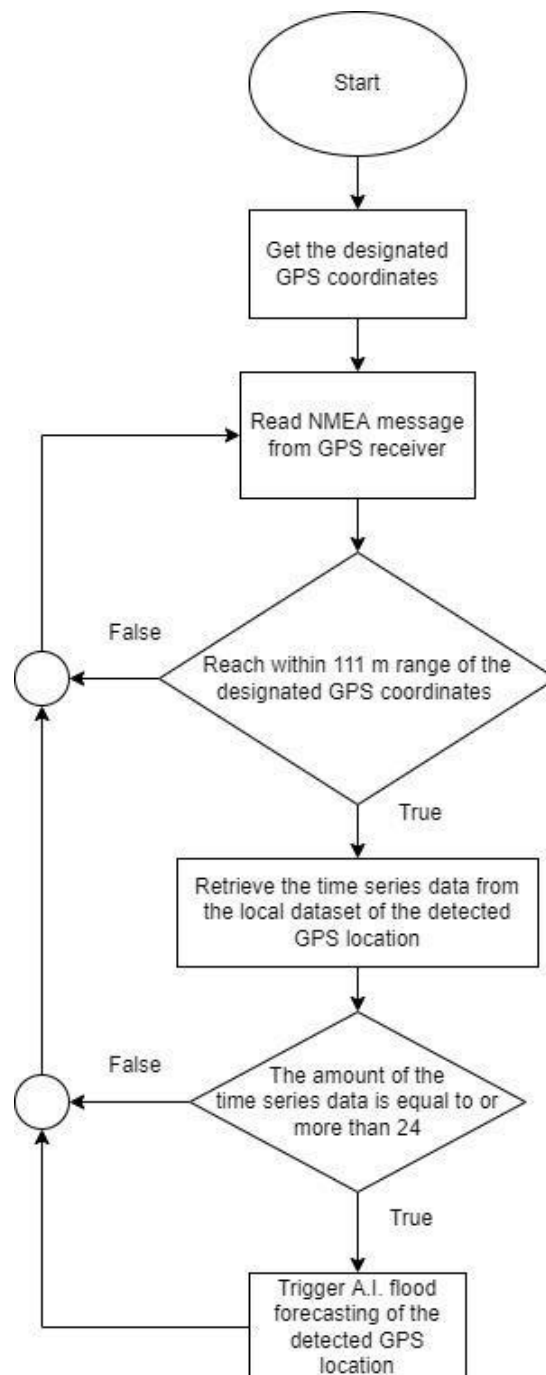 Start
Get the designated
GPS coordinates
Read NMEA message
from GPS receiver
False
Reach within 111 m range of the
designated GPS coordinates
True
Retrieve the time series data from
the local dataset of the detected
GPS location
False
The amount of the
time series data is equal to or
more than 24
True
Trigger A.I. flood
forecasting of the
detected GPS
location